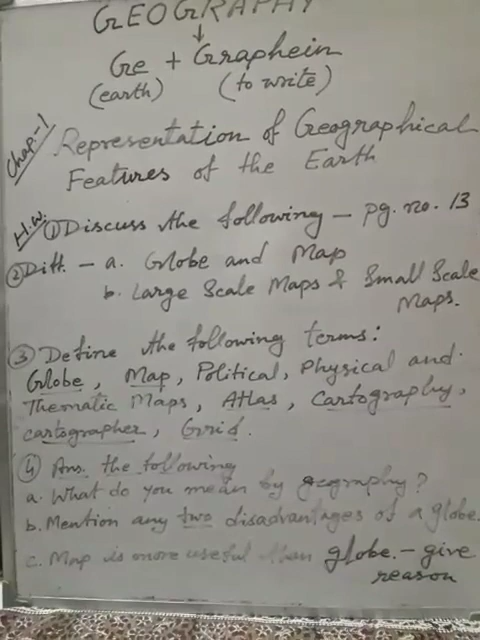 GEOGRAPHY
↓
Ge + Graphein
(earth) (to write)
Chap-1 Representation of Geographical
Features of the Earth
H.W. ① Discuss the following - pg. no. 13
② Diff. - a. Globe and Map
b. Large Scale Maps & Small Scale
Maps.
③ Define the following terms:
Globe, Map, Political, Physical and
Thematic Maps, Atlas, Cartography,
cartographer, Grid.
④ Ans. the following
a. What do you mean by geography?
b. Mention any two disadvantages of a globe.
c. Map is more useful than globe. - give
reason